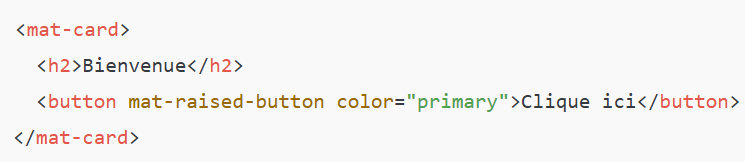 <mat-card>
  <h2>Bienvenue</h2>
  <button mat-raised-button color="primary">Clique ici</button>
</mat-card>